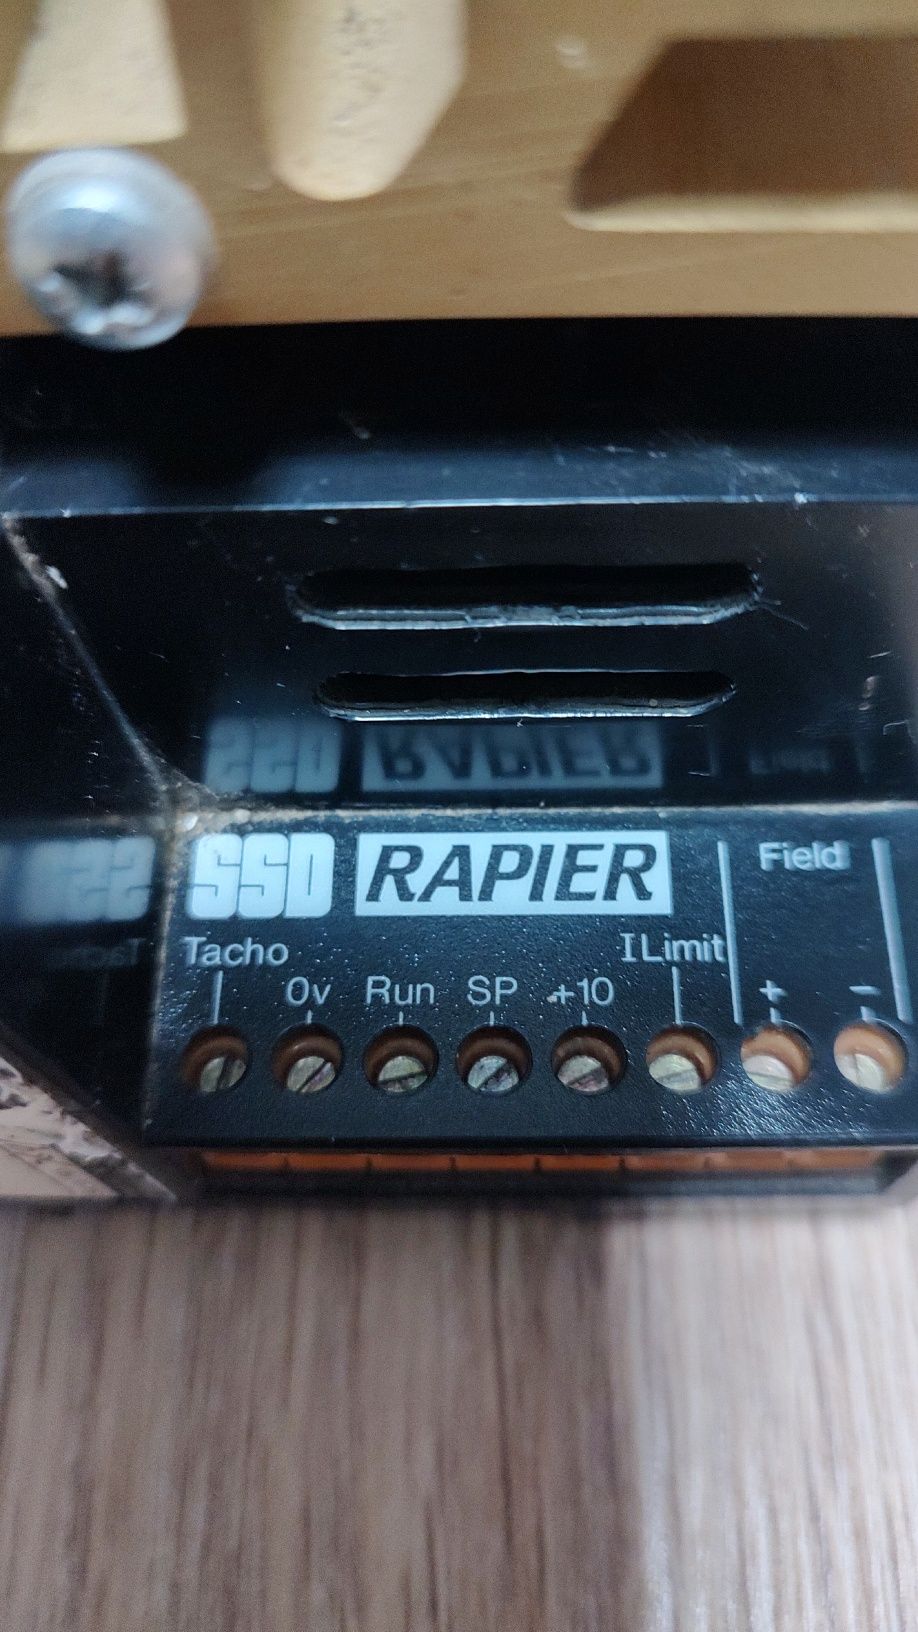 SSD RAPIER
Field
Tacho
ILimit
0v Run SP +10
+ -